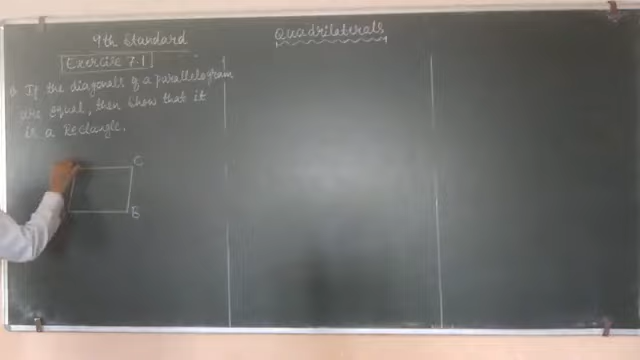 Quadrilaterals
9th Standard
Exercise 7.1
If the diagonals of a parallelogram
are equal, then show that it
is a Rectangle.
C
B